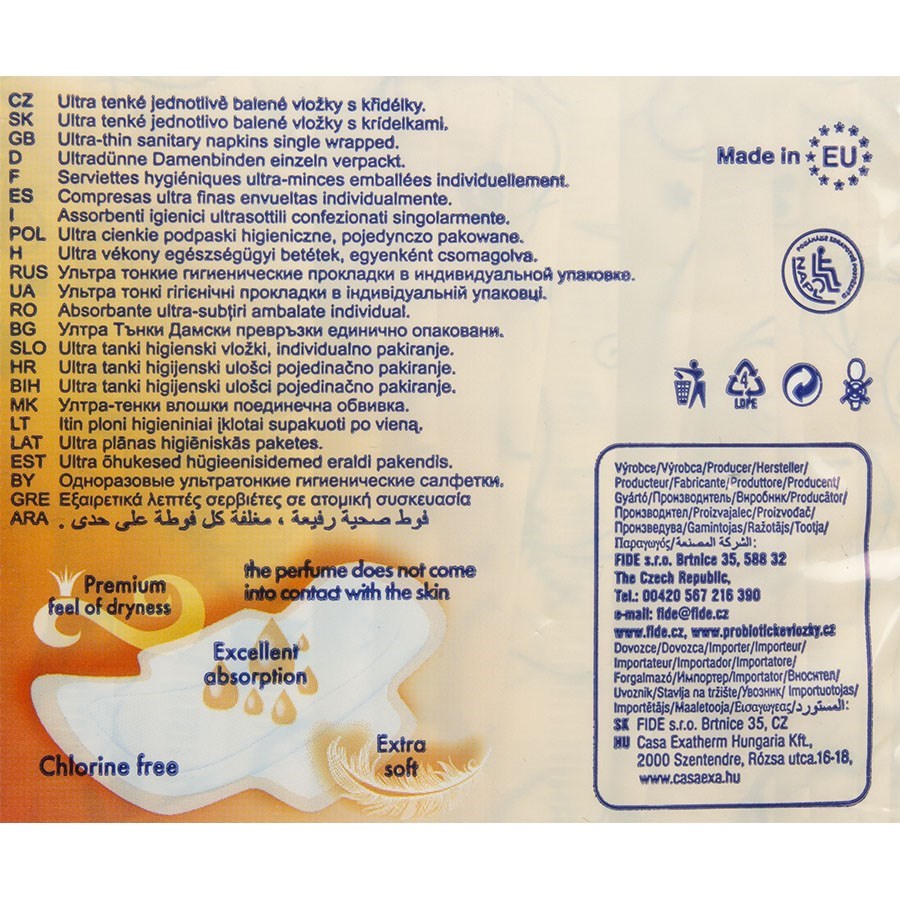 CZ Ultra tenké jednotlivě balené vložky s křidélky.
SK Ultra tenké jednotlivo balené vložky s krídelkami.
GB Ultra-thin sanitary napkins single wrapped.
D Ultradünne Damenbinden einzeln verpackt.
F Serviettes hygiéniques ultra-minces emballées individuellement.
ES Compresas ultra finas envueltas individualmente.
I Assorbenti igienici ultrasottili confezionati singolarmente.
POL Ultra cienkie podpaski higieniczne, pojedynczo pakowane.
H Ultra vékony egészségügyi betétek, egyenként csomagolva.
RUS Ультра тонкие гигиенические прокладки в индивидуальной упаковке.
UA Ультра тонкі гігієнічні прокладки в індивідуальній упаковці.
RO Absorbante ultra-subțiri ambalate individual.
BG Ултра Тънки Дамски превръзки единично опаковани.
SLO Ultra tanki higienski vložki, individualno pakiranje.
HR Ultra tanki higijenski ulošci pojedinačno pakiranje.
BIH Ultra tanki higijenski ulošci pojedinačno pakiranje.
MK Ултра-тенки влошки поединечна обвивка.
LT Itin ploni higieniniai įklotai supakuoti po vieną.
LAT Ultra plānas higiēniskās paketes.
EST Ultra õhukesed hügieenisidemed eraldi pakendis.
BY Одноразовые ультратонкие гигиенические салфетки.
GRE Εξαιρετικά λεπτές σερβιέτες σε ατομική συσκευασία
ARA فوط صحية رفيعة ، مغلفة كل فوطة على حدى .
Made in EU
NAPO
4
LDPE
Premium
feel of dryness
the perfume does not come
into contact with the skin
Excellent
absorption
Chlorine free
Extra
soft
Výrobce/Výrobca/Producer/Hersteller/
Producteur/Fabricante/Produttore/Producent/
Gyártó/Производитель/Виробник/Producător/
Производител/Proizvajalec/Proizvođač/
Произведува/Gamintojas/Ražotājs/Tootja/
Παραγωγός/الشركة المصنعة:
FIDE s.r.o. Brtnice 35, 588 32
The Czech Republic,
Tel.: 00420 567 216 390
e-mail: fide@fide.cz
www.fide.cz, www.probiotickevlozky.cz
Dovozce/Dovozca/Importer/Importeur/
Importateur/Importador/Importatore/
Forgalmazó/Импортер/Importator/Вносител/
Uvoznik/Stavlja na tržište/Увозник/ Importuotojas/
Importētājs/Maaletooja/Εισαγωγεας/المستورد:
SK FIDE s.r.o. Brtnice 35, CZ
HU Casa Exatherm Hungaria Kft.,
2000 Szentendre, Rózsa utca.16-18,
www.casaexa.hu